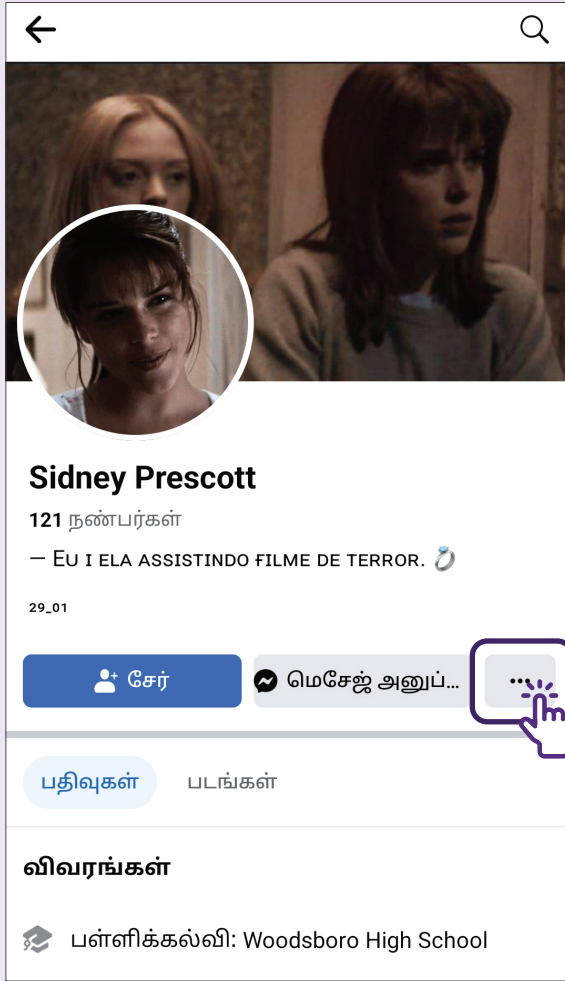 Sidney Prescott
121 நண்பர்கள்
— EU I ELA ASSISTINDO FILME DE TERROR. 💍
29_01
சேர்
மெசேஜ் அனுப்...
பதிவுகள் படங்கள்
விவரங்கள்
பள்ளிக்கல்வி: Woodsboro High School